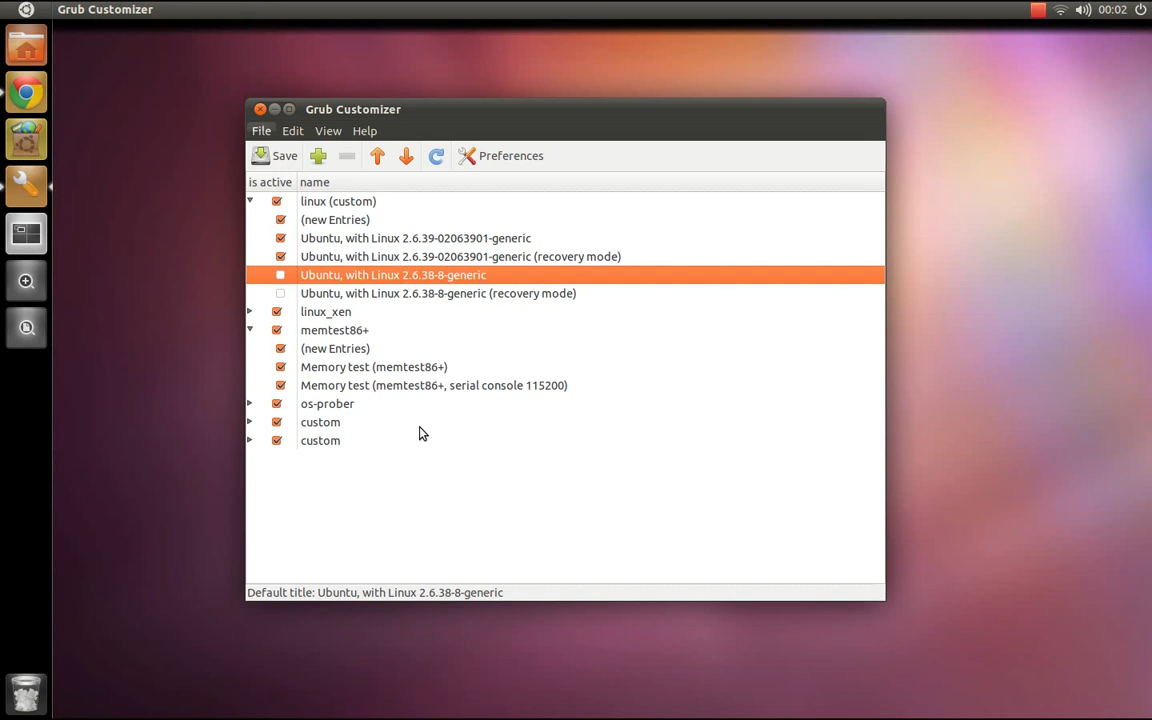 Grub Customizer
00:02
Grub Customizer
File Edit View Help
Save Preferences
is active name
linux (custom)
(new Entries)
Ubuntu, with Linux 2.6.39-02063901-generic
Ubuntu, with Linux 2.6.39-02063901-generic (recovery mode)
Ubuntu, with Linux 2.6.38-8-generic
Ubuntu, with Linux 2.6.38-8-generic (recovery mode)
linux_xen
memtest86+
(new Entries)
Memory test (memtest86+)
Memory test (memtest86+, serial console 115200)
os-prober
custom
custom
Default title: Ubuntu, with Linux 2.6.38-8-generic